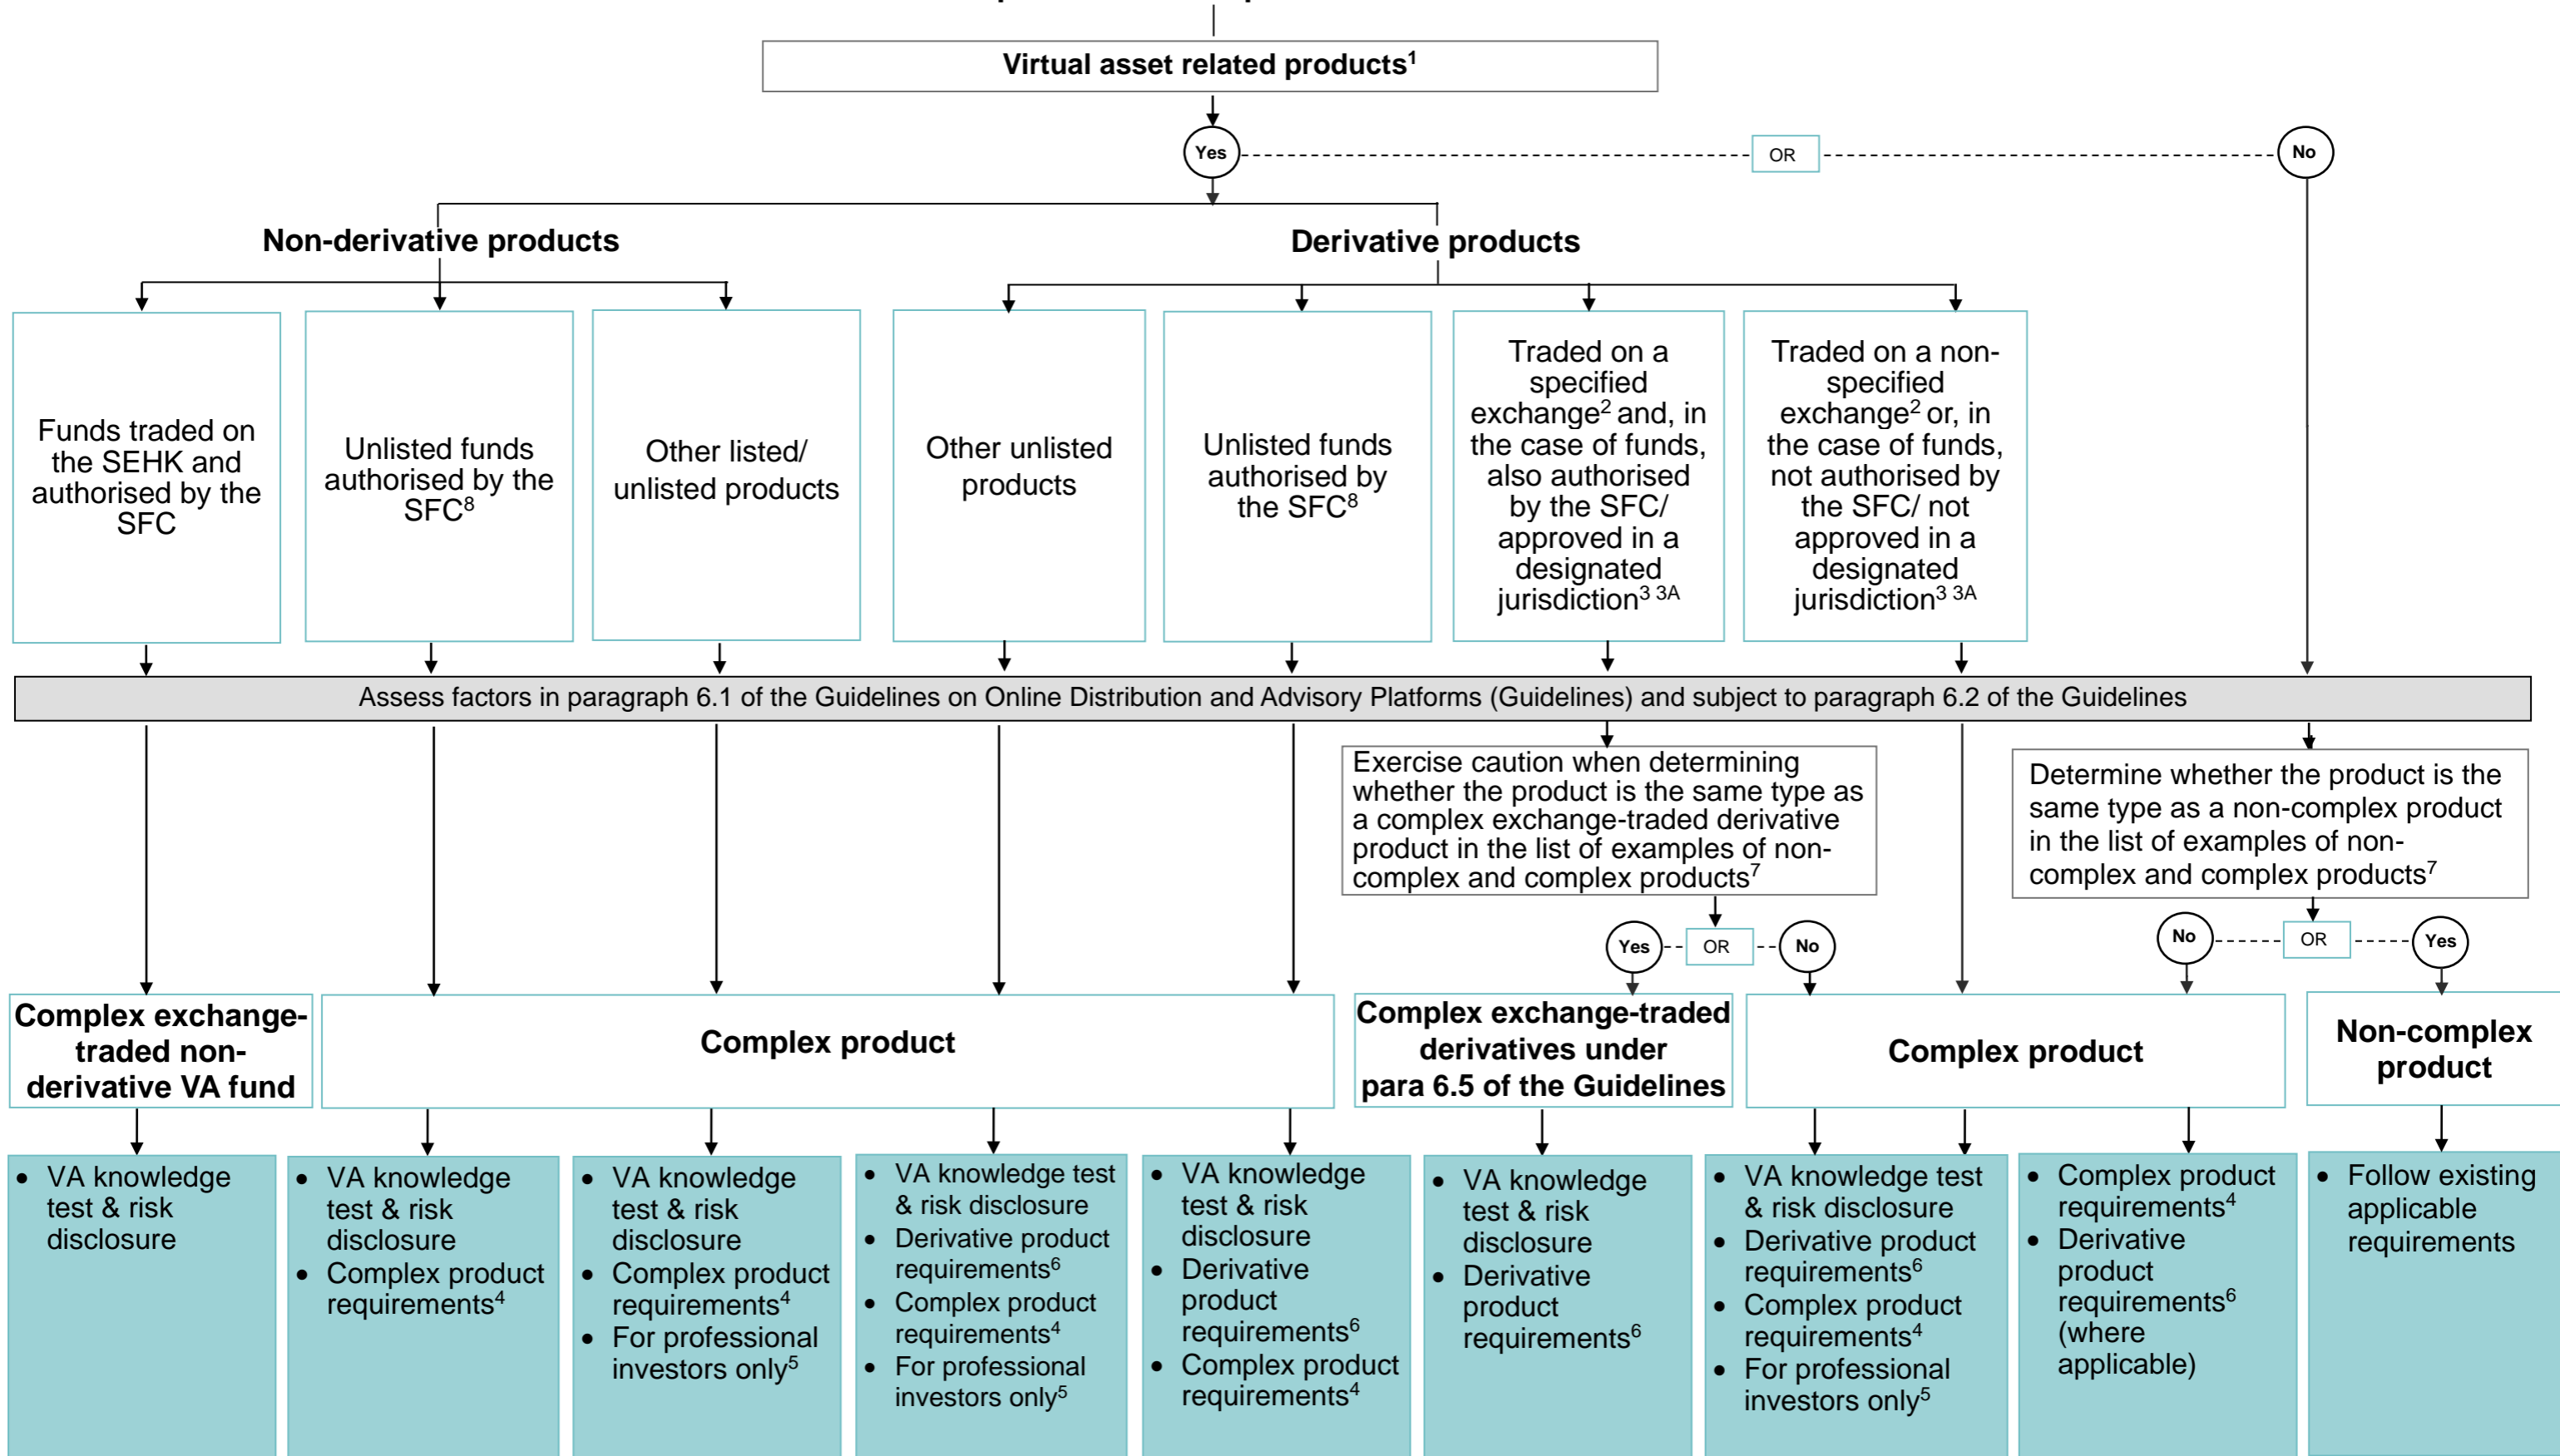 Virtual asset related products1
Yes
OR
No
Non-derivative products
Derivative products
Funds traded on
the SEHK and
authorised by the
SFC
Unlisted funds
authorised by the
SFC8
Other listed/
unlisted products
Other unlisted
products
Unlisted funds
authorised by
the SFC8
Traded on a
specified
exchange2 and, in
the case of funds,
also authorised
by the SFC/
approved in a
designated
jurisdiction3 3A
Traded on a non-
specified
exchange2 or, in
the case of funds,
not authorised by
the SFC/ not
approved in a
designated
jurisdiction3 3A
Assess factors in paragraph 6.1 of the Guidelines on Online Distribution and Advisory Platforms (Guidelines) and subject to paragraph 6.2 of the Guidelines
Exercise caution when determining
whether the product is the same type as
a complex exchange-traded derivative
product in the list of examples of non-
complex and complex products7
Determine whether the product is the
same type as a non-complex product
in the list of examples of non-
complex and complex products7
Yes
OR
No
No
OR
Yes
Complex exchange-
traded non-
derivative VA fund
Complex product
Complex exchange-traded
derivatives under
para 6.5 of the Guidelines
Complex product
Non-complex
product
• VA knowledge
test & risk
disclosure
• VA knowledge
test & risk
disclosure
• Complex product
requirements4
• VA knowledge
test & risk
disclosure
• Complex product
requirements4
• For professional
investors only5
• VA knowledge test
& risk disclosure
• Derivative product
requirements6
• Complex product
requirements4
• For professional
investors only5
• VA knowledge
test & risk
disclosure
• Derivative
product
requirements6
• Complex product
requirements4
• VA knowledge
test & risk
disclosure
• Derivative
product
requirements6
• VA knowledge test
& risk disclosure
• Derivative product
requirements6
• Complex product
requirements4
• For professional
investors only5
• Complex product
requirements4
• Derivative
product
requirements6
(where
applicable)
• Follow existing
applicable
requirements